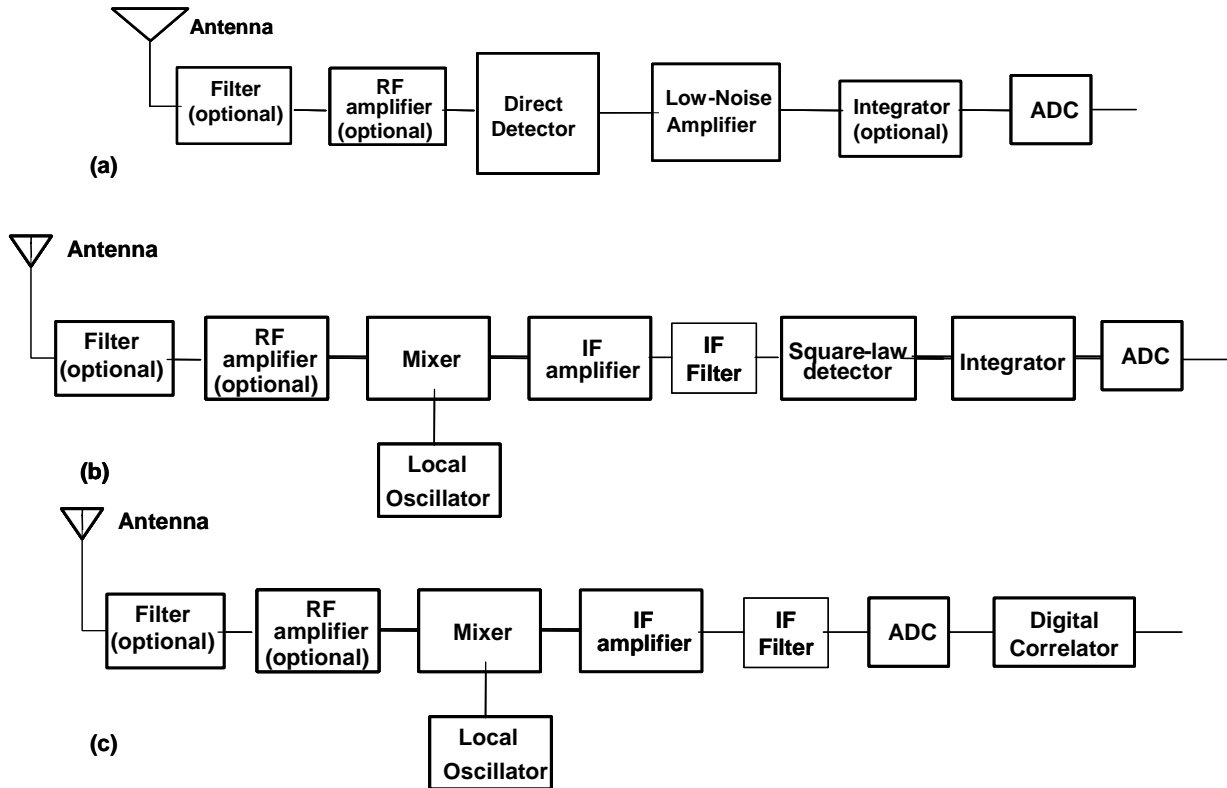 Antenna
Filter
(optional)
RF
amplifier
(optional)
Direct
Detector
Low-Noise
Amplifier
Integrator
(optional)
ADC
(a)
Antenna
Filter
(optional)
RF
amplifier
(optional)
Mixer
IF
amplifier
IF
Filter
Square-law
detector
Integrator
ADC
Local
Oscillator
(b)
Antenna
Filter
(optional)
RF
amplifier
(optional)
Mixer
IF
amplifier
IF
Filter
ADC
Digital
Correlator
Local
Oscillator
(c)